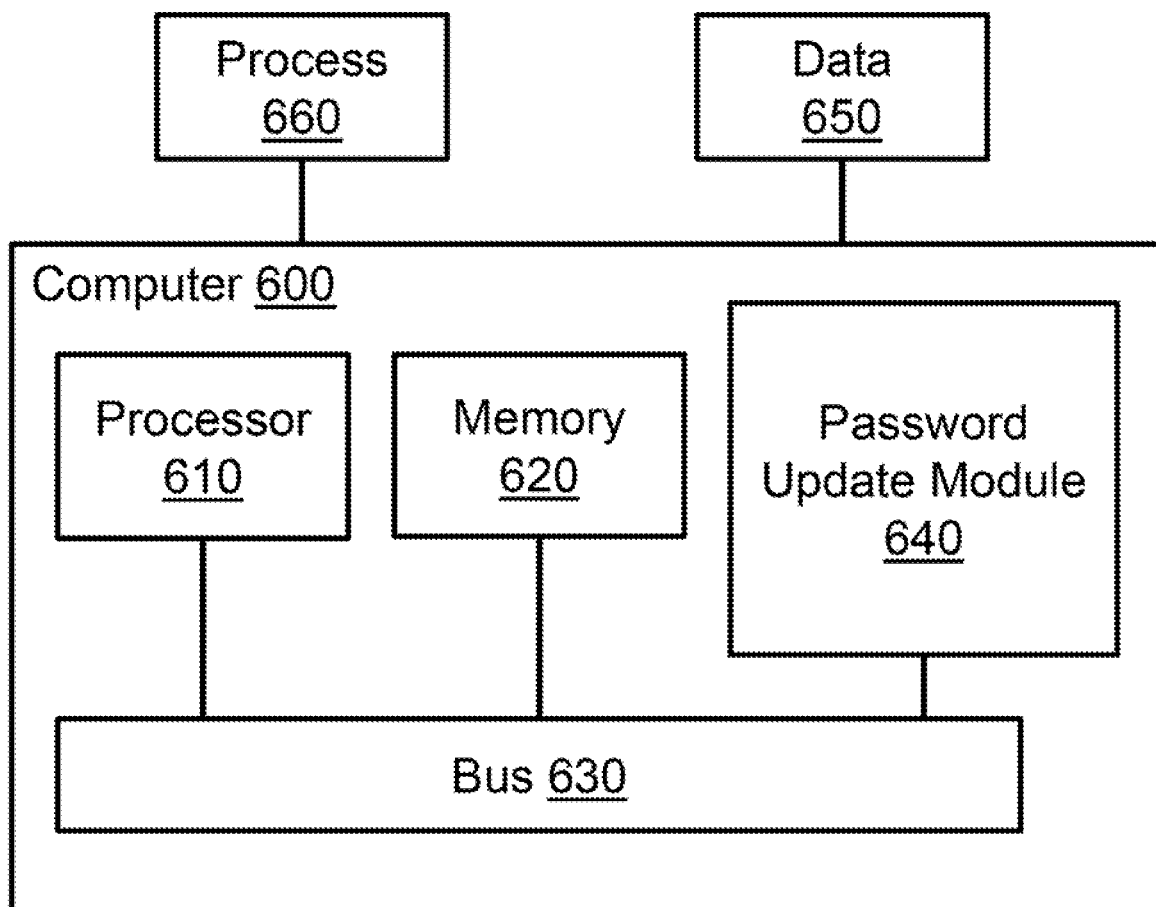 Process
660
Data
650
Computer 600
Processor
610
Memory
620
Password
Update Module
640
Bus 630